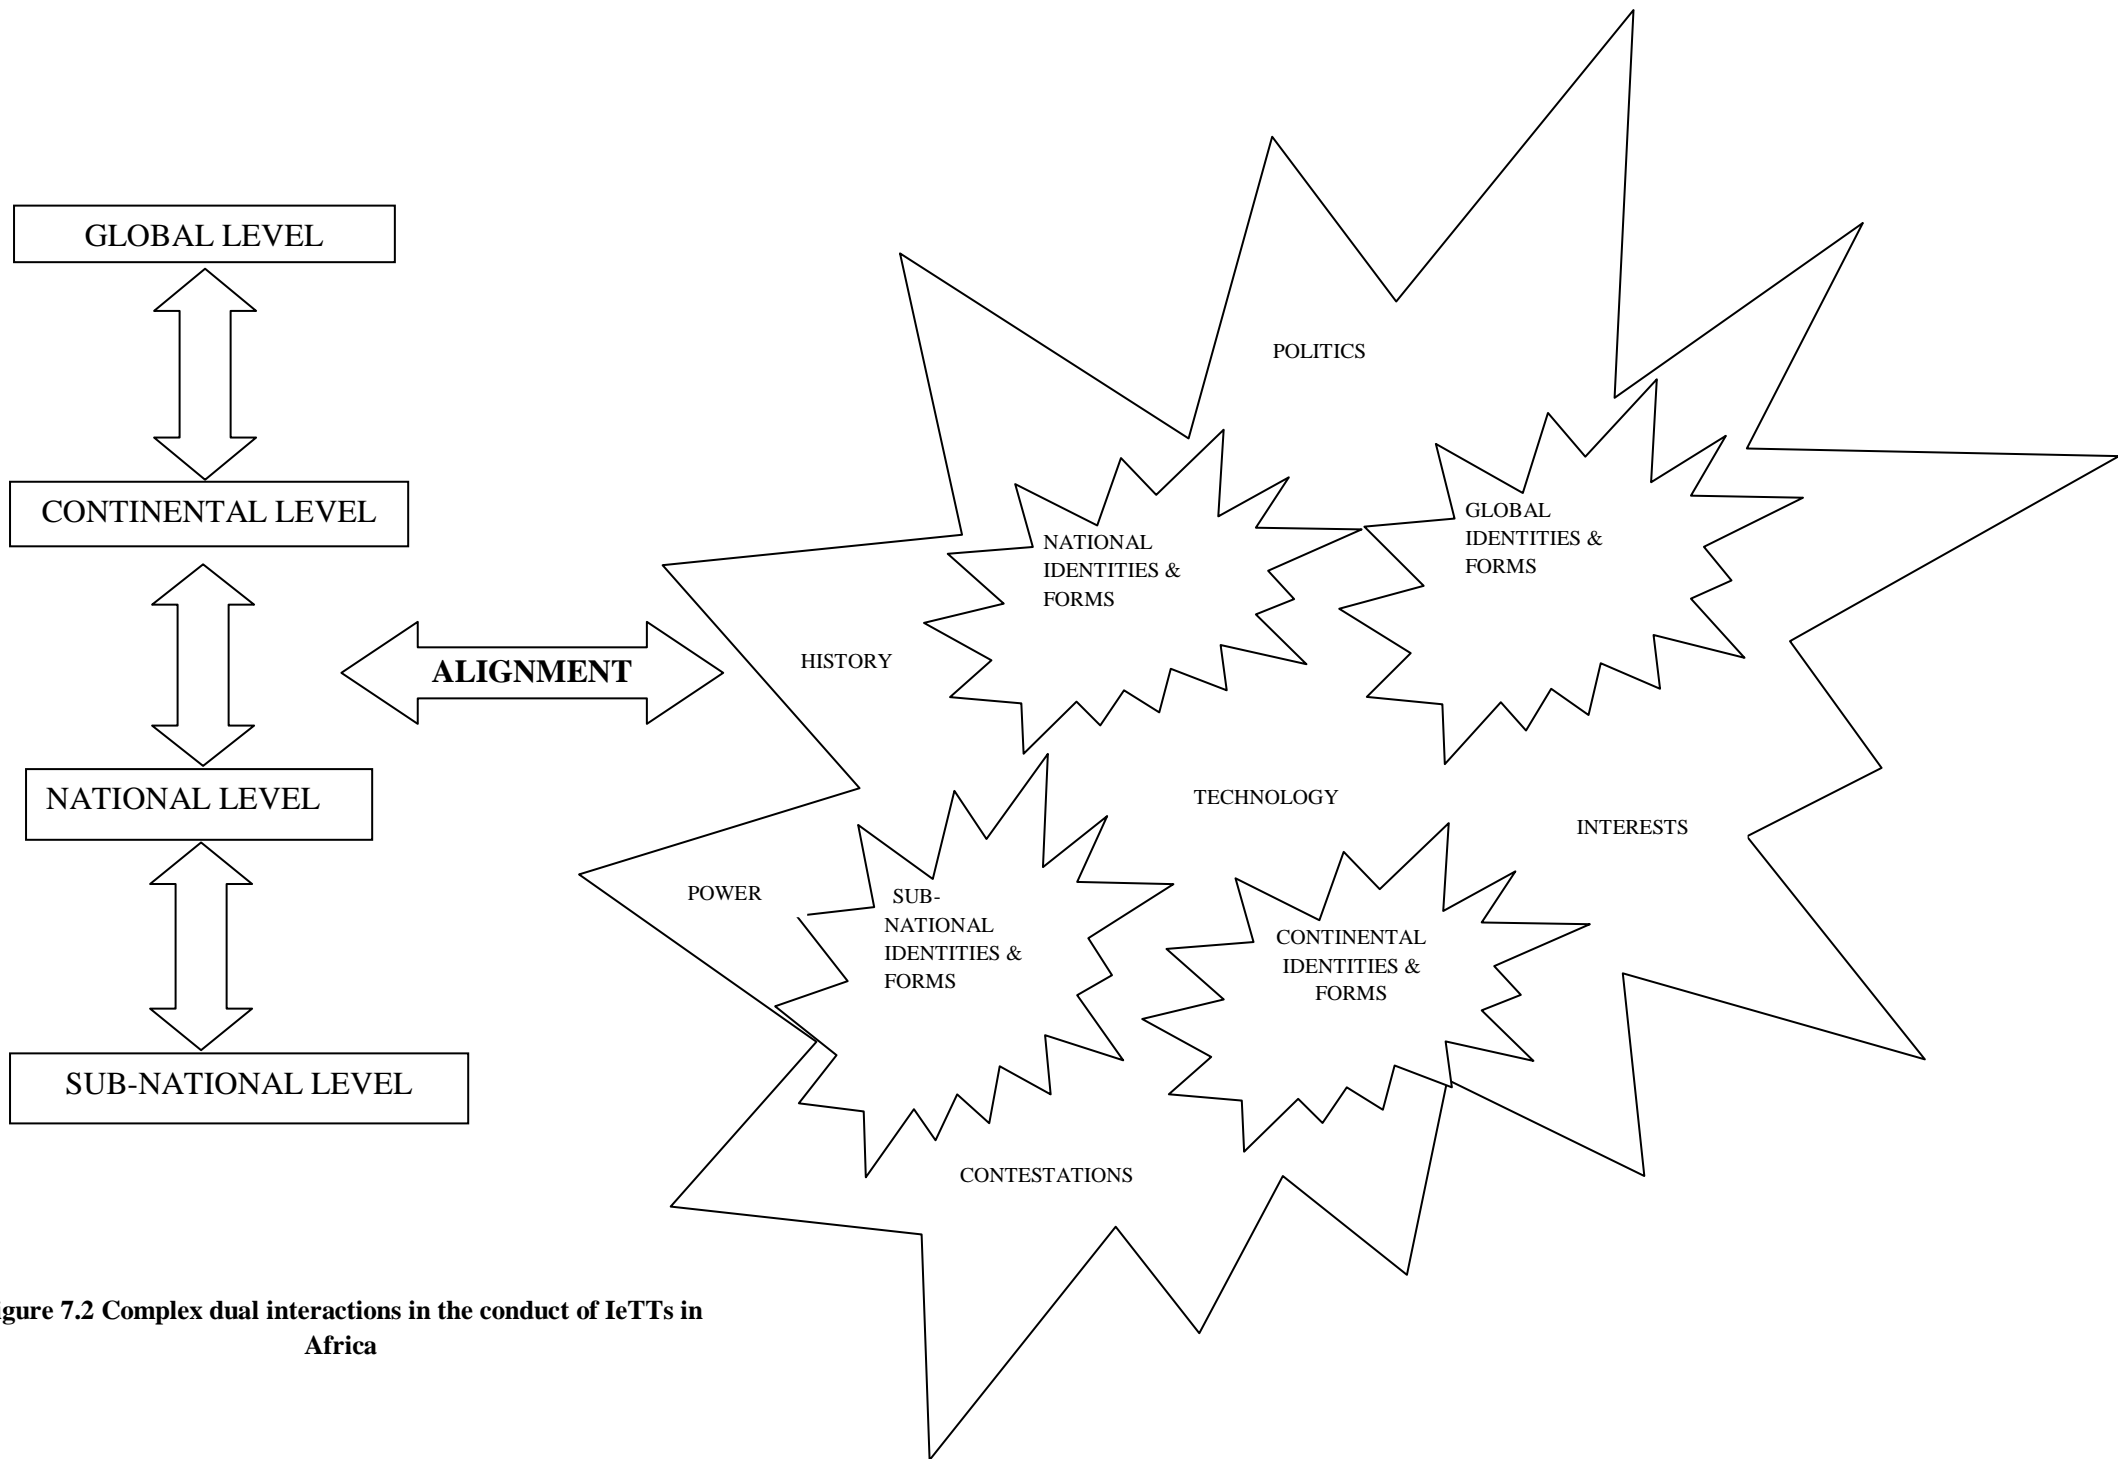 GLOBAL LEVEL
CONTINENTAL LEVEL
NATIONAL LEVEL
SUB-NATIONAL LEVEL
ALIGNMENT
POLITICS
NATIONAL
IDENTITIES &
FORMS
GLOBAL
IDENTITIES &
FORMS
HISTORY
TECHNOLOGY
INTERESTS
POWER
SUB-
NATIONAL
IDENTITIES &
FORMS
CONTINENTAL
IDENTITIES &
FORMS
CONTESTATIONS
igure 7.2 Complex dual interactions in the conduct of IeTTs in
Africa